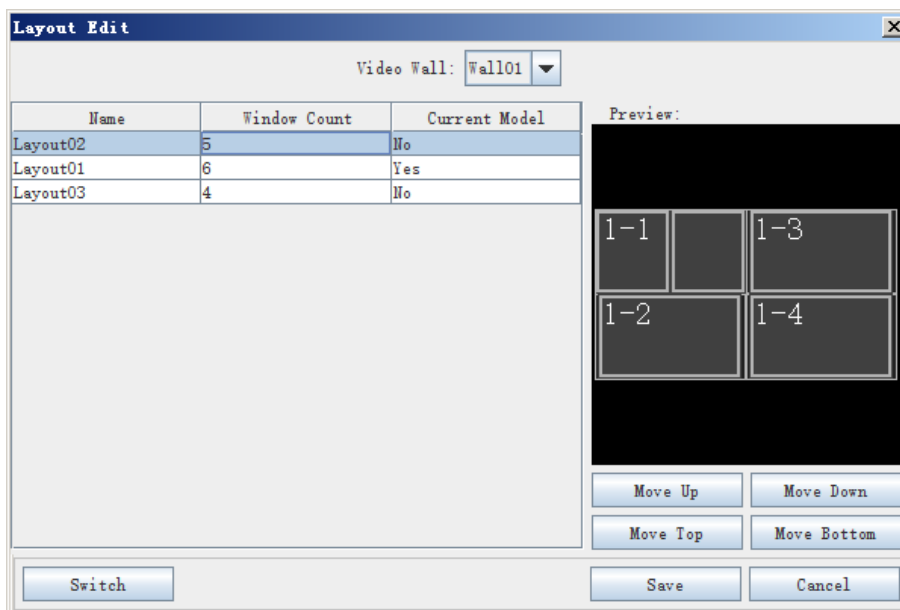 Layout Edit
Video Wall: Wall01
Name Window Count Current Model
Layout02 5 No
Layout01 6 Yes
Layout03 4 No
Preview:
1-1 1-3
1-2 1-4
Move Up Move Down
Move Top Move Bottom
Switch Save Cancel